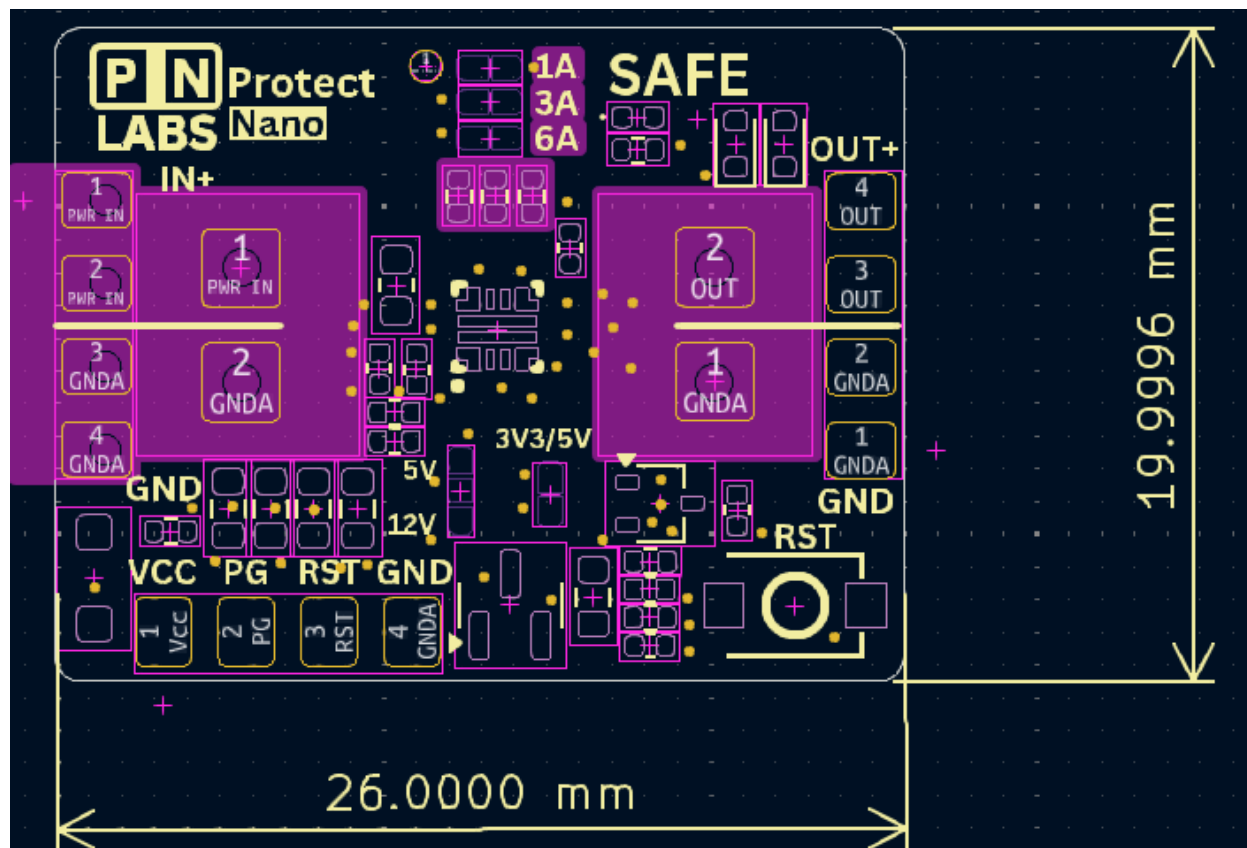 PN
LABS
Protect
Nano
1A
3A
6A
SAFE
OUT+
IN+
1
PWR IN
2
PWR IN
3
GNDA
4
GNDA
1
PWR IN
2
GNDA
2
OUT
1
GNDA
4
OUT
3
OUT
2
GNDA
1
GNDA
GND
5V
12V
3V3/5V
GND
RST
VCC PG RST GND
1
VCC
2
PG
3
RST
4
GNDA
19.9996 mm
26.0000 mm